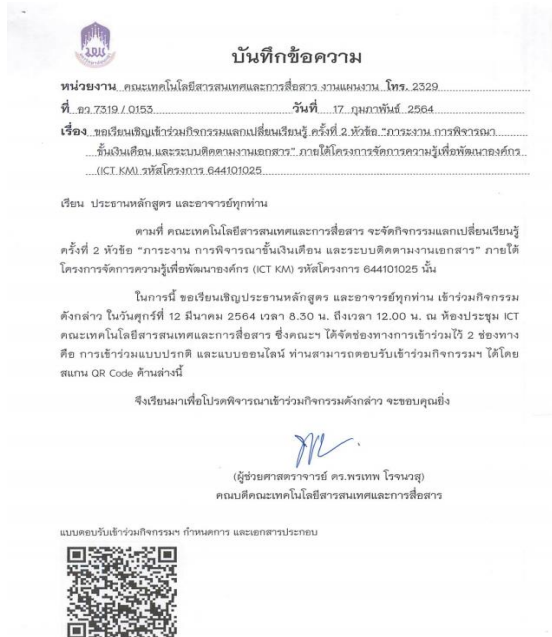 บันทึกข้อความ
หน่วยงาน คณะเทคโนโลยีสารสนเทศและการสื่อสาร งานแผนงาน โทร. 2329
ที่ อว 7319 / 0153 วันที่ 17 กุมภาพันธ์ 2564
เรื่อง ขอเรียนเชิญเข้าร่วมกิจกรรมแลกเปลี่ยนเรียนรู้ ครั้งที่ 2 หัวข้อ "ภาระงาน การพิจารณา
ขั้นเงินเดือน และระบบติดตามงานเอกสาร" ภายใต้โครงการจัดการความรู้เพื่อพัฒนาองค์กร
(ICT KM) รหัสโครงการ 644101025
เรียน ประธานหลักสูตร และอาจารย์ทุกท่าน
ตามที่ คณะเทคโนโลยีสารสนเทศและการสื่อสาร จะจัดกิจกรรมแลกเปลี่ยนเรียนรู้
ครั้งที่ 2 หัวข้อ "ภาระงาน การพิจารณาขั้นเงินเดือน และระบบติดตามงานเอกสาร" ภายใต้
โครงการจัดการความรู้เพื่อพัฒนาองค์กร (ICT KM) รหัสโครงการ 644101025 นั้น
ในการนี้ ขอเรียนเชิญประธานหลักสูตร และอาจารย์ทุกท่าน เข้าร่วมกิจกรรม
ดังกล่าว ในวันศุกร์ที่ 12 มีนาคม 2564 เวลา 8.30 น. ถึงเวลา 12.00 น. ณ ห้องประชุม ICT
คณะเทคโนโลยีสารสนเทศและการสื่อสาร ซึ่งคณะฯ ได้จัดช่องทางการเข้าร่วมไว้ 2 ช่องทาง
คือ การเข้าร่วมแบบปรกติ และแบบออนไลน์ ท่านสามารถตอบรับเข้าร่วมกิจกรรมฯ ได้โดย
สแกน QR Code ด้านล่างนี้
จึงเรียนมาเพื่อโปรดพิจารณาเข้าร่วมกิจกรรมดังกล่าว จะขอบคุณยิ่ง
(ผู้ช่วยศาสตราจารย์ ดร.พรเทพ โรจนวสุ)
คณบดีคณะเทคโนโลยีสารสนเทศและการสื่อสาร
แบบตอบรับเข้าร่วมกิจกรรมฯ กำหนดการ และเอกสารประกอบ